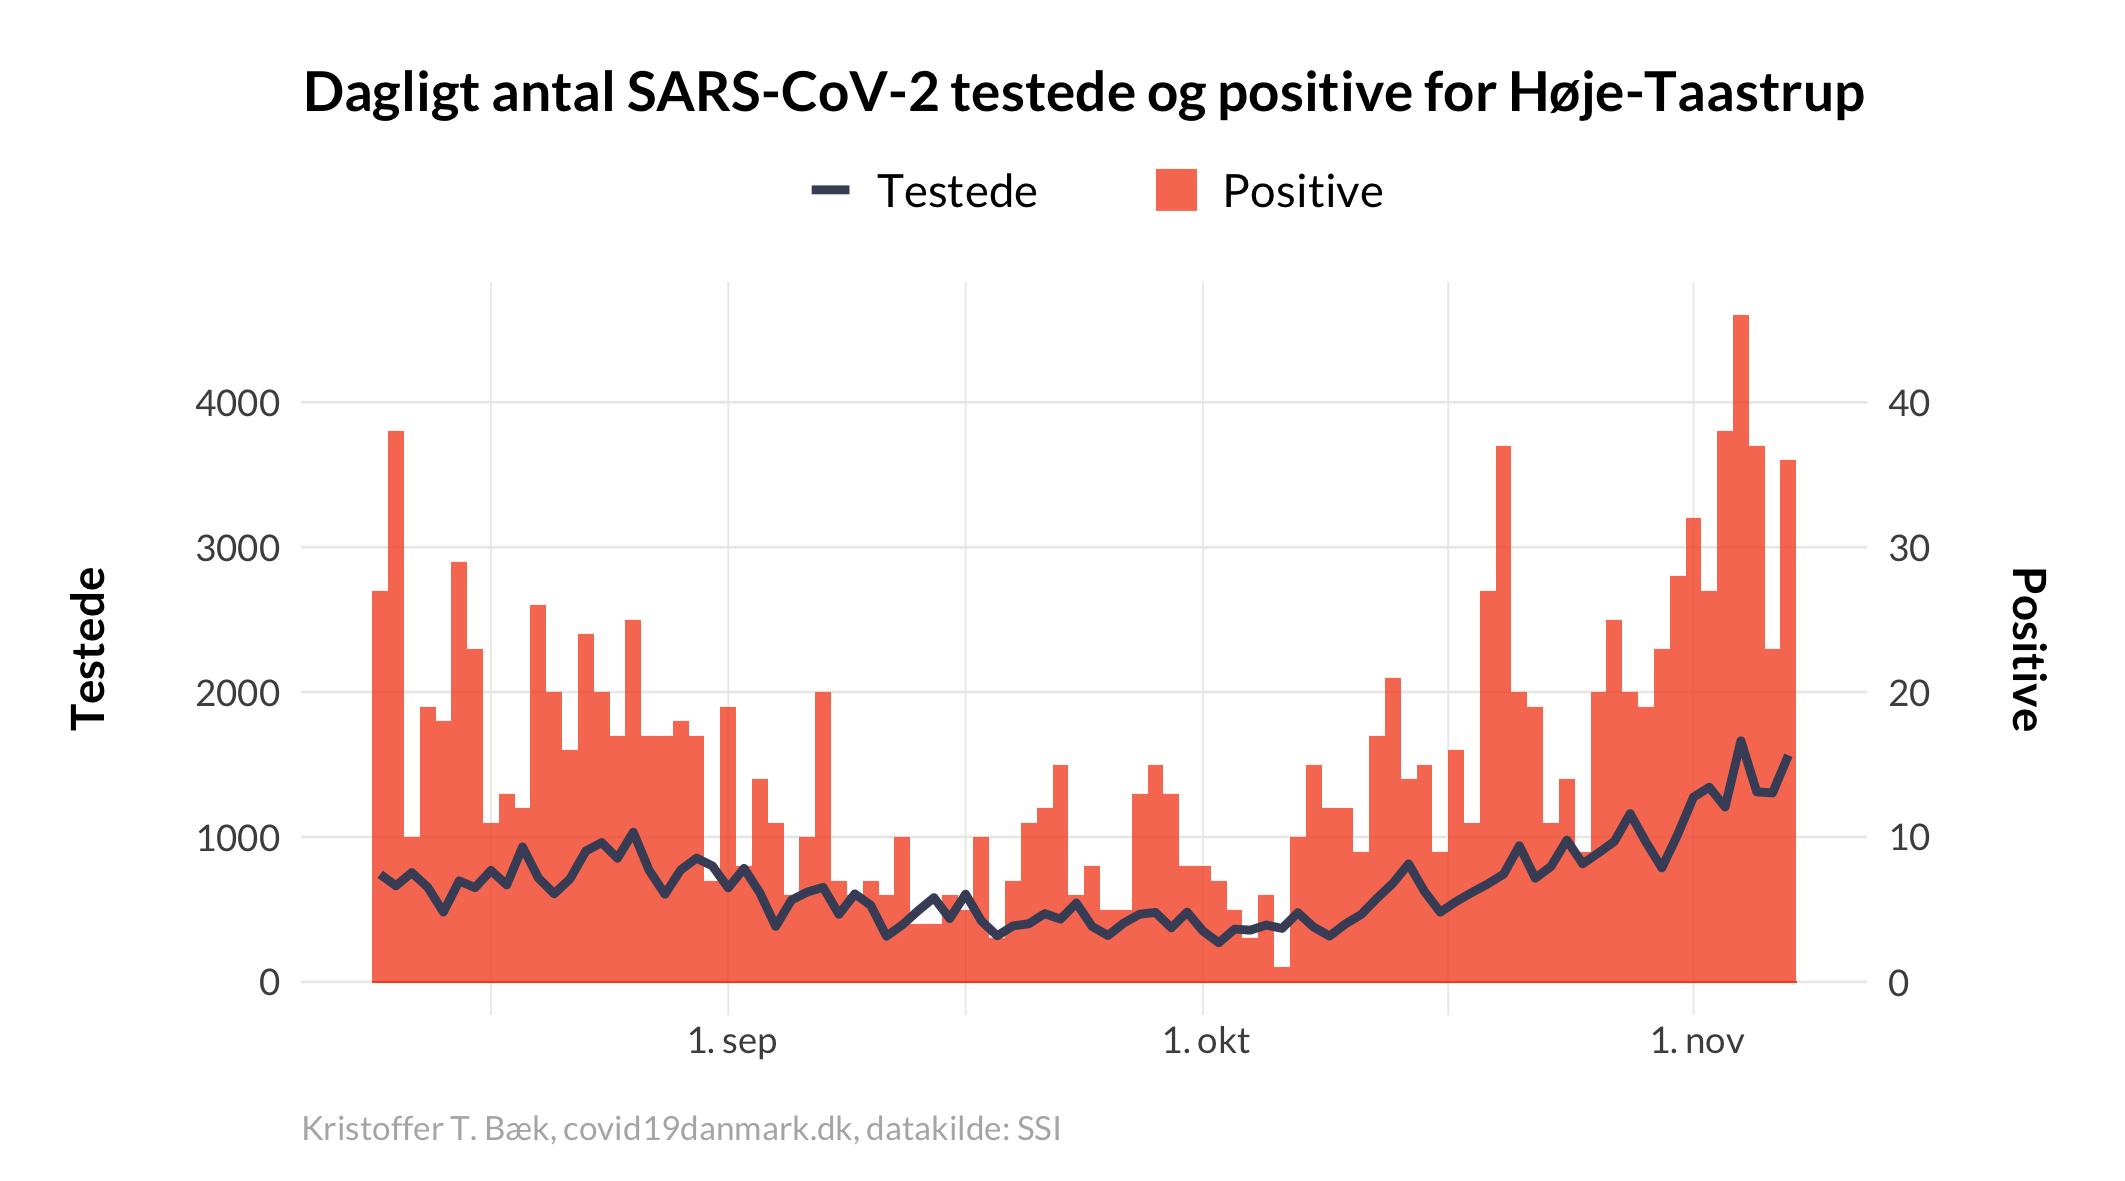 Dagligt antal SARS-CoV-2 testede og positive for Høje-Taastrup
Testede
Positive
4000
3000
2000
1000
0
40
30
20
10
0
Testede
Positive
1. sep
1. okt
1. nov
Kristoffer T. Bæk, covid19danmark.dk, datakilde: SSI